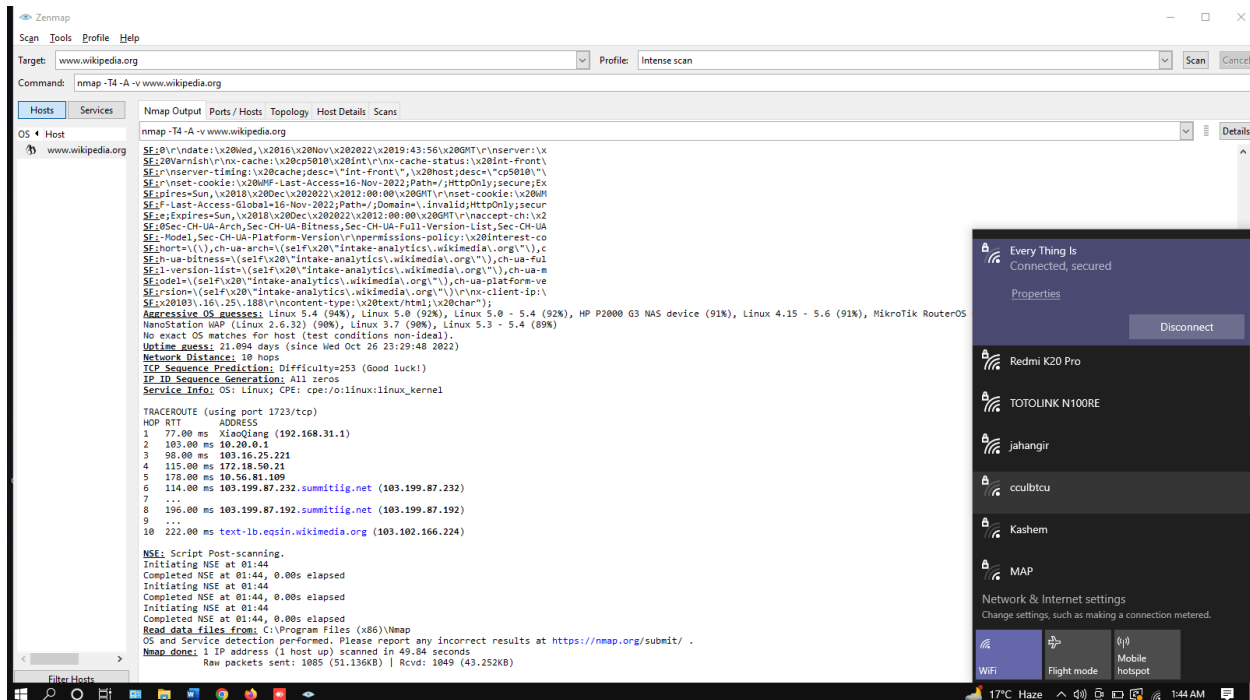 Zenmap
Scan Tools Profile Help
Target: www.wikipedia.org Profile: Intense scan Scan Cancel
Command: nmap -T4 -A -v www.wikipedia.org
Hosts Services Nmap Output Ports / Hosts Topology Host Details Scans
OS Host nmap -T4 -A -v www.wikipedia.org Details
www.wikipedia.org
SF:0\r\ndate:\x20Wed,\x2016\x20Nov\x202022\x2019:43:56\x20GMT\r\nserver:\x
SF:20Varnish\r\nx-cache:\x20cp5010\x20int\r\nx-cache-status:\x20int-front\
SF:r\nserver-timing:\x20cache;desc=\"int-front\",\x20host;desc=\"cp5010\"\
SF:r\nset-cookie:\x20WMF-Last-Access=16-Nov-2022;Path=/;HttpOnly;secure;Ex
SF:pires=Sun,\x2018\x20Dec\x202022\x2012:00:00\x20GMT\r\nset-cookie:\x20WM
SF:F-Last-Access-Global=16-Nov-2022;Path=/;Domain=\.invalid;HttpOnly;secur
SF:e;Expires=Sun,\x2018\x20Dec\x202022\x2012:00:00\x20GMT\r\naccept-ch:\x2
SF:0Sec-CH-UA-Arch,Sec-CH-UA-Bitness,Sec-CH-UA-Full-Version-List,Sec-CH-UA
SF:-Model,Sec-CH-UA-Platform-Version\r\npermissions-policy:\x20interest-co
SF:hort=\(\),ch-ua-arch=\(self\x20\"intake-analytics\.wikimedia\.org\"\),c
SF:h-ua-bitness=\(self\x20\"intake-analytics\.wikimedia\.org\"\),ch-ua-ful
SF:l-version-list=\(self\x20\"intake-analytics\.wikimedia\.org\"\),ch-ua-m
SF:odel=\(self\x20\"intake-analytics\.wikimedia\.org\"\),ch-ua-platform-ve
SF:rsion=\(self\x20\"intake-analytics\.wikimedia\.org\"\)\r\nx-client-ip:\
SF:x20103\.16\.25\.188\r\ncontent-type:\x20text/html;\x20char");
Aggressive OS guesses: Linux 5.4 (94%), Linux 5.0 (92%), Linux 5.0 - 5.4 (92%), HP P2000 G3 NAS device (91%), Linux 4.15 - 5.6 (91%), MikroTik RouterOS
NanoStation WAP (Linux 2.6.32) (90%), Linux 3.7 (90%), Linux 5.3 - 5.4 (89%)
No exact OS matches for host (test conditions non-ideal).
Uptime guess: 21.094 days (since Wed Oct 26 23:29:48 2022)
Network Distance: 10 hops
TCP Sequence Prediction: Difficulty=253 (Good luck!)
IP ID Sequence Generation: All zeros
Service Info: OS: Linux; CPE: cpe:/o:linux:linux_kernel
TRACEROUTE (using port 1723/tcp)
HOP RTT ADDRESS
1 77.00 ms XiaoQiang (192.168.31.1)
2 103.00 ms 10.20.0.1
3 98.00 ms 103.16.25.221
4 115.00 ms 172.18.50.21
5 178.00 ms 10.56.81.109
6 114.00 ms 103.199.87.232.summitiig.net (103.199.87.232)
7 ...
8 196.00 ms 103.199.87.192.summitiig.net (103.199.87.192)
9 ...
10 222.00 ms text-lb.eqsin.wikimedia.org (103.102.166.224)
NSE: Script Post-scanning.
Initiating NSE at 01:44
Completed NSE at 01:44, 0.00s elapsed
Initiating NSE at 01:44
Completed NSE at 01:44, 0.00s elapsed
Initiating NSE at 01:44
Completed NSE at 01:44, 0.00s elapsed
Read data files from: C:\Program Files (x86)\Nmap
OS and Service detection performed. Please report any incorrect results at https://nmap.org/submit/ .
Nmap done: 1 IP address (1 host up) scanned in 49.84 seconds
Raw packets sent: 1085 (51.136KB) | Rcvd: 1049 (43.252KB)
Filter Hosts
Every Thing Is
Connected, secured
Properties
Disconnect
Redmi K20 Pro
TOTOLINK N100RE
jahangir
cculbtcu
Kashem
MAP
Network & Internet settings
Change settings, such as making a connection metered.
WiFi
Flight mode
Mobile
hotspot
17°C Haze 1:44 AM